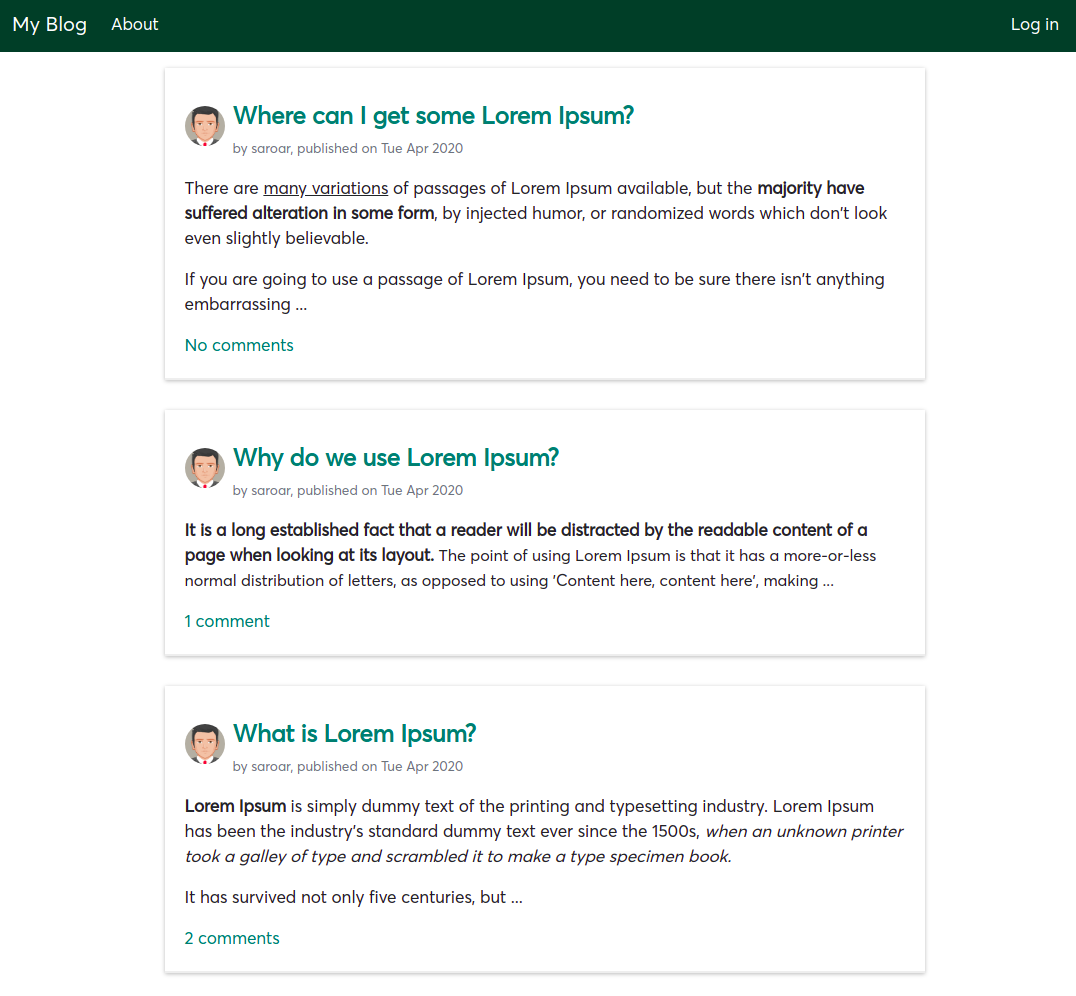 My Blog About Log in
Where can I get some Lorem Ipsum?
by saroar, published on Tue Apr 2020
There are many variations of passages of Lorem Ipsum available, but the majority have
suffered alteration in some form, by injected humor, or randomized words which don't look
even slightly believable.
If you are going to use a passage of Lorem Ipsum, you need to be sure there isn't anything
embarrassing ...
No comments
Why do we use Lorem Ipsum?
by saroar, published on Tue Apr 2020
It is a long established fact that a reader will be distracted by the readable content of a
page when looking at its layout. The point of using Lorem Ipsum is that it has a more-or-less
normal distribution of letters, as opposed to using 'Content here, content here', making ...
1 comment
What is Lorem Ipsum?
by saroar, published on Tue Apr 2020
Lorem Ipsum is simply dummy text of the printing and typesetting industry. Lorem Ipsum
has been the industry's standard dummy text ever since the 1500s, when an unknown printer
took a galley of type and scrambled it to make a type specimen book.
It has survived not only five centuries, but ...
2 comments